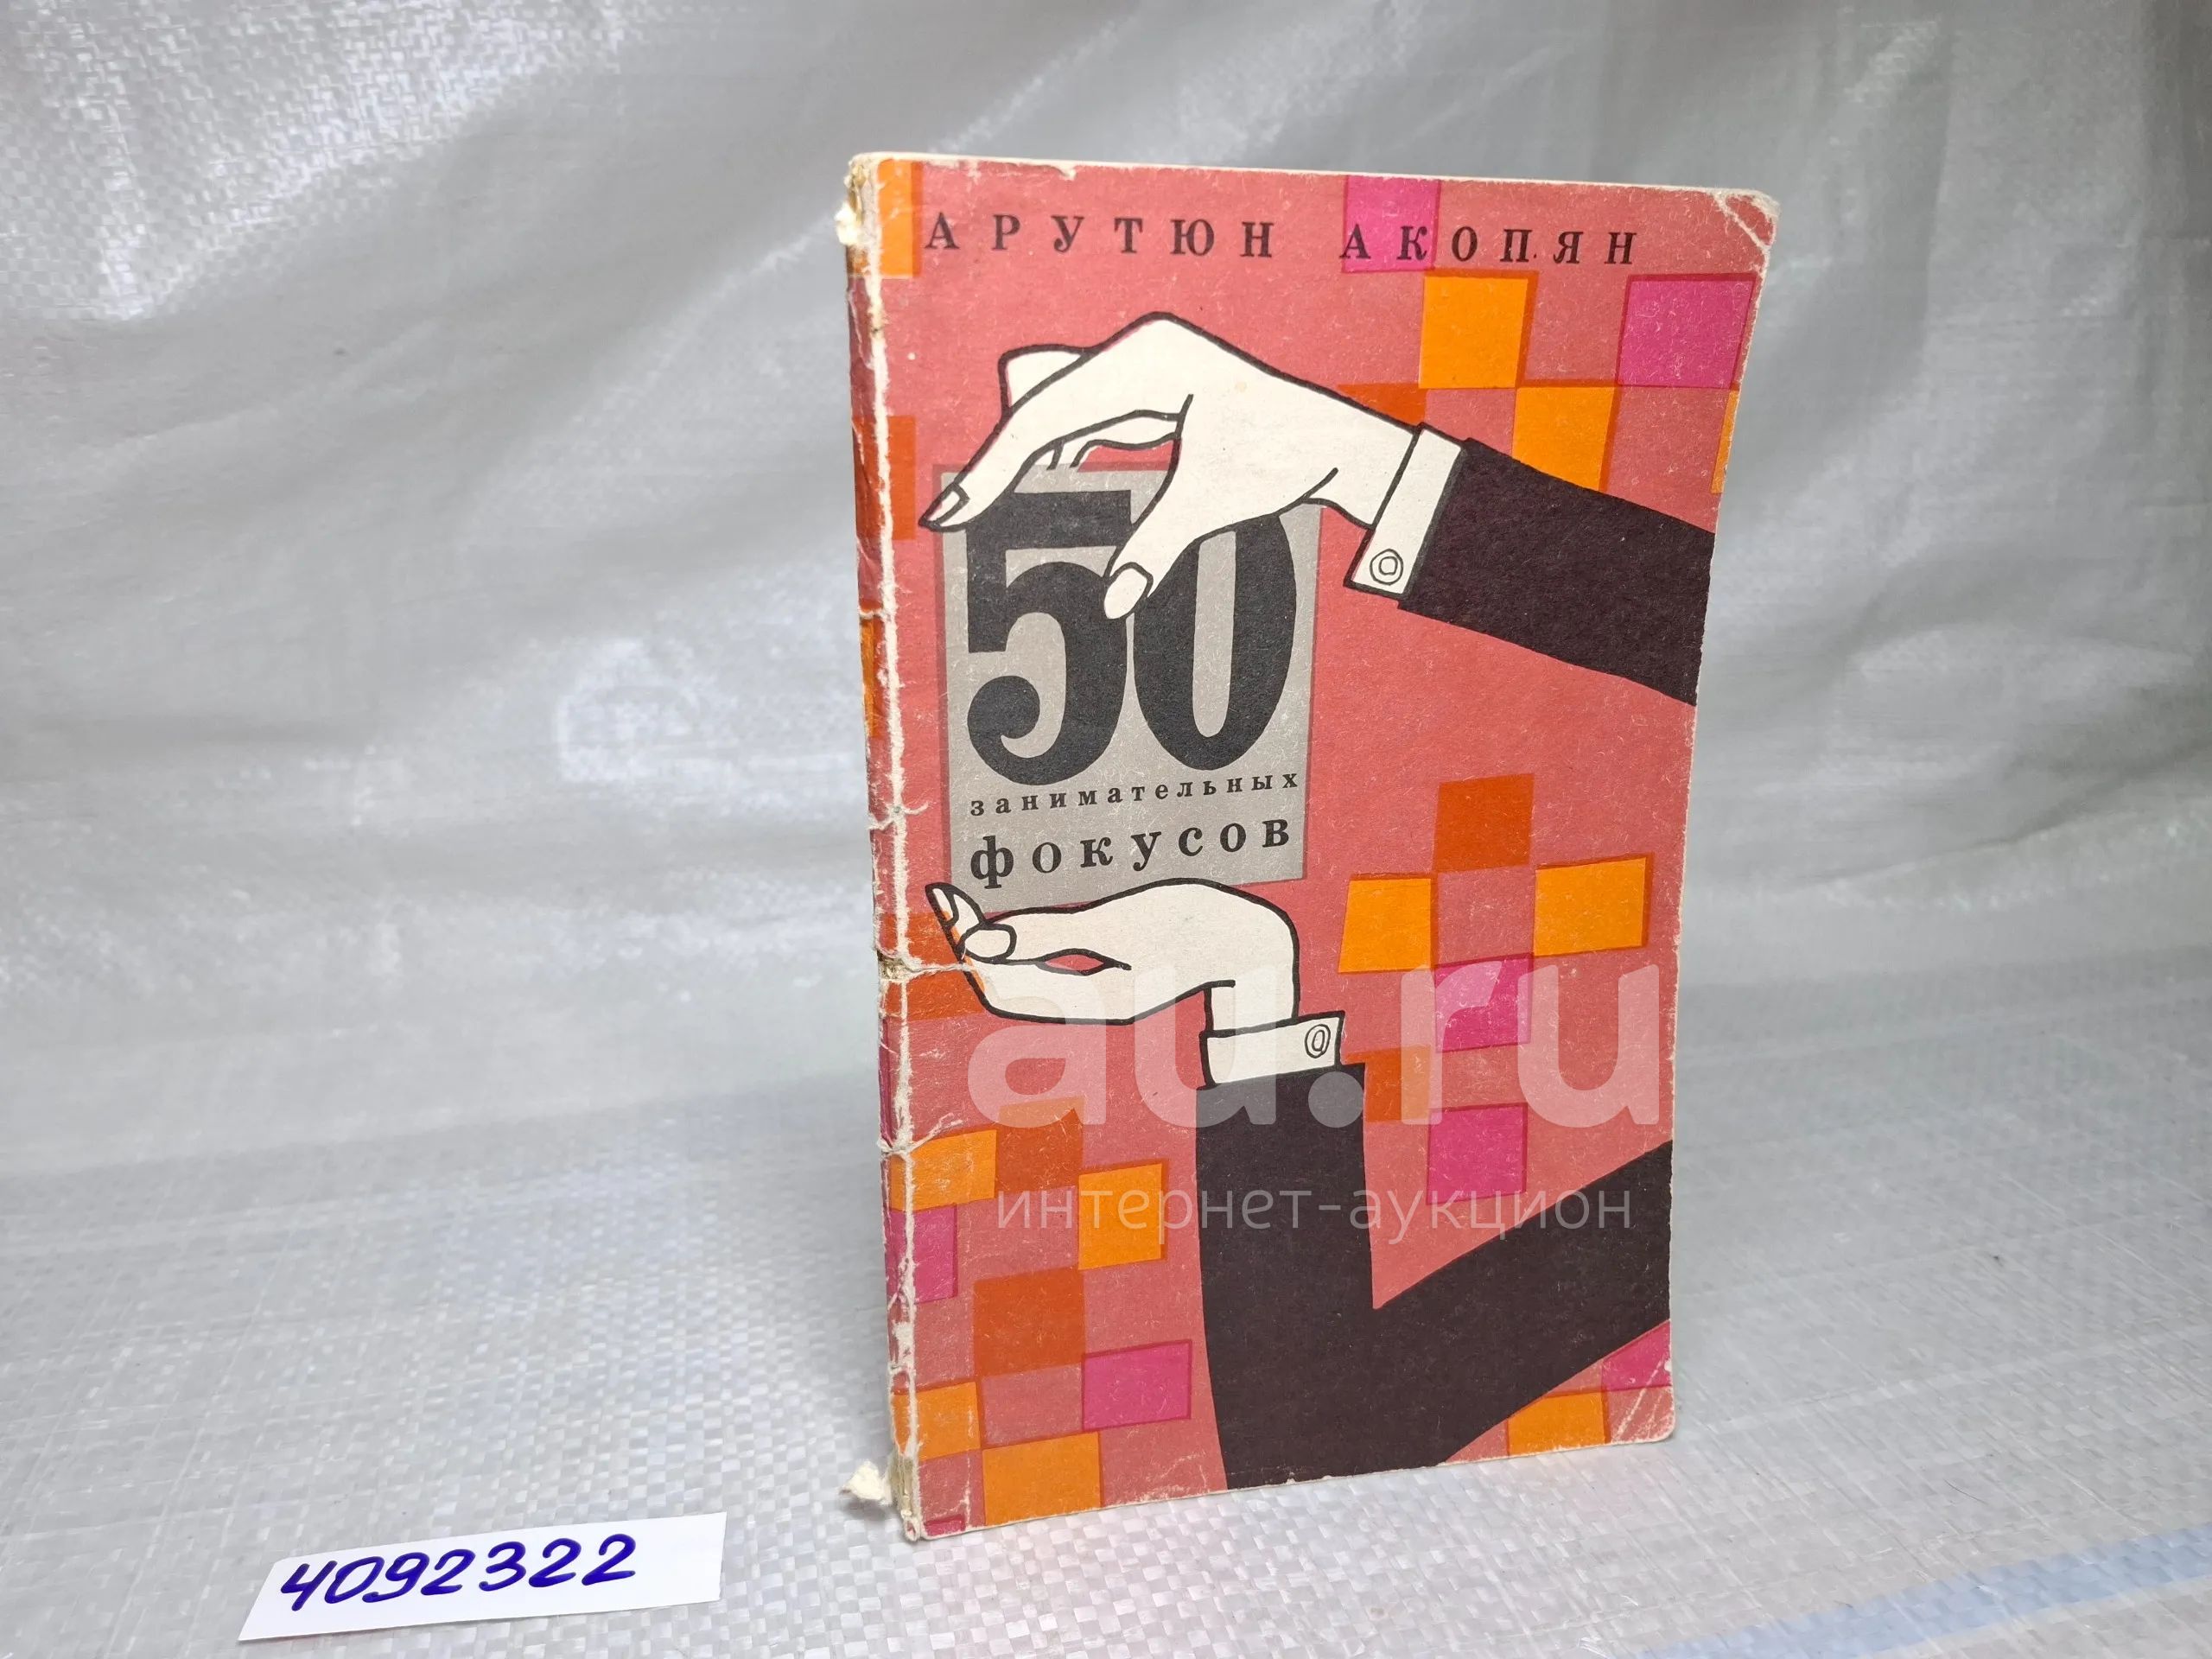 АРУТЮН АКОПЯН
50
занимательных
фокусов
au.ru
интернет-аукцион
4092322